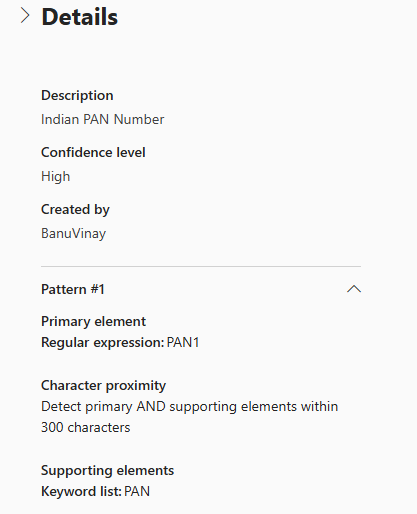 Details
Description
Indian PAN Number
Confidence level
High
Created by
BanuVinay
Pattern #1
Primary element
Regular expression: PAN1
Character proximity
Detect primary AND supporting elements within
300 characters
Supporting elements
Keyword list: PAN